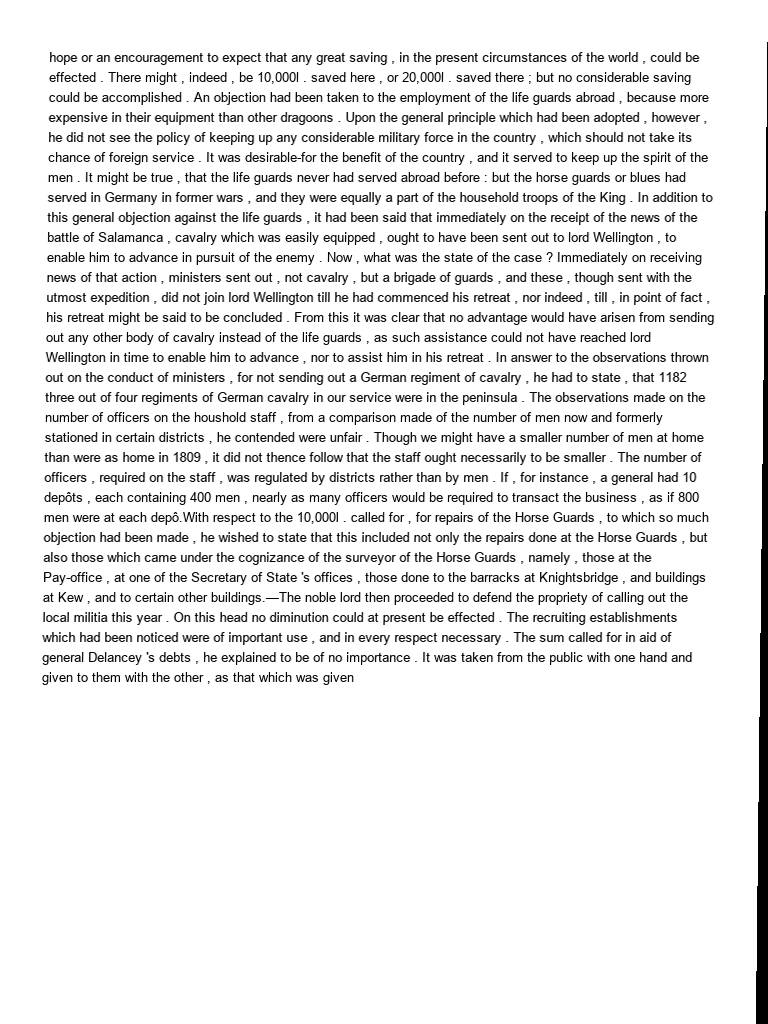 hope or an encouragement to expect that any great saving , in the present circumstances of the world , could be
effected . There might , indeed , be 10,000l . saved here , or 20,000l . saved there ; but no considerable saving
could be accomplished . An objection had been taken to the employment of the life guards abroad , because more
expensive in their equipment than other dragoons . Upon the general principle which had been adopted , however ,
he did not see the policy of keeping up any considerable military force in the country , which should not take its
chance of foreign service . It was desirable-for the benefit of the country , and it served to keep up the spirit of the
men . It might be true , that the life guards never had served abroad before : but the horse guards or blues had
served in Germany in former wars , and they were equally a part of the household troops of the King . In addition to
this general objection against the life guards , it had been said that immediately on the receipt of the news of the
battle of Salamanca , cavalry which was easily equipped , ought to have been sent out to lord Wellington , to
enable him to advance in pursuit of the enemy . Now , what was the state of the case ? Immediately on receiving
news of that action , ministers sent out , not cavalry , but a brigade of guards , and these , though sent with the
utmost expedition , did not join lord Wellington till he had commenced his retreat , nor indeed , till , in point of fact ,
his retreat might be said to be concluded . From this it was clear that no advantage would have arisen from sending
out any other body of cavalry instead of the life guards , as such assistance could not have reached lord
Wellington in time to enable him to advance , nor to assist him in his retreat . In answer to the observations thrown
out on the conduct of ministers , for not sending out a German regiment of cavalry , he had to state , that 1182
three out of four regiments of German cavalry in our service were in the peninsula . The observations made on the
number of officers on the houshold staff , from a comparison made of the number of men now and formerly
stationed in certain districts , he contended were unfair . Though we might have a smaller number of men at home
than were as home in 1809 , it did not thence follow that the staff ought necessarily to be smaller . The number of
officers , required on the staff , was regulated by districts rather than by men . If , for instance , a general had 10
depôts , each containing 400 men , nearly as many officers would be required to transact the business , as if 800
men were at each depô.With respect to the 10,000l . called for , for repairs of the Horse Guards , to which so much
objection had been made , he wished to state that this included not only the repairs done at the Horse Guards , but
also those which came under the cognizance of the surveyor of the Horse Guards , namely , those at the
Pay-office , at one of the Secretary of State 's offices , those done to the barracks at Knightsbridge , and buildings
at Kew , and to certain other buildings.—The noble lord then proceeded to defend the propriety of calling out the
local militia this year . On this head no diminution could at present be effected . The recruiting establishments
which had been noticed were of important use , and in every respect necessary . The sum called for in aid of
general Delancey 's debts , he explained to be of no importance . It was taken from the public with one hand and
given to them with the other , as that which was given